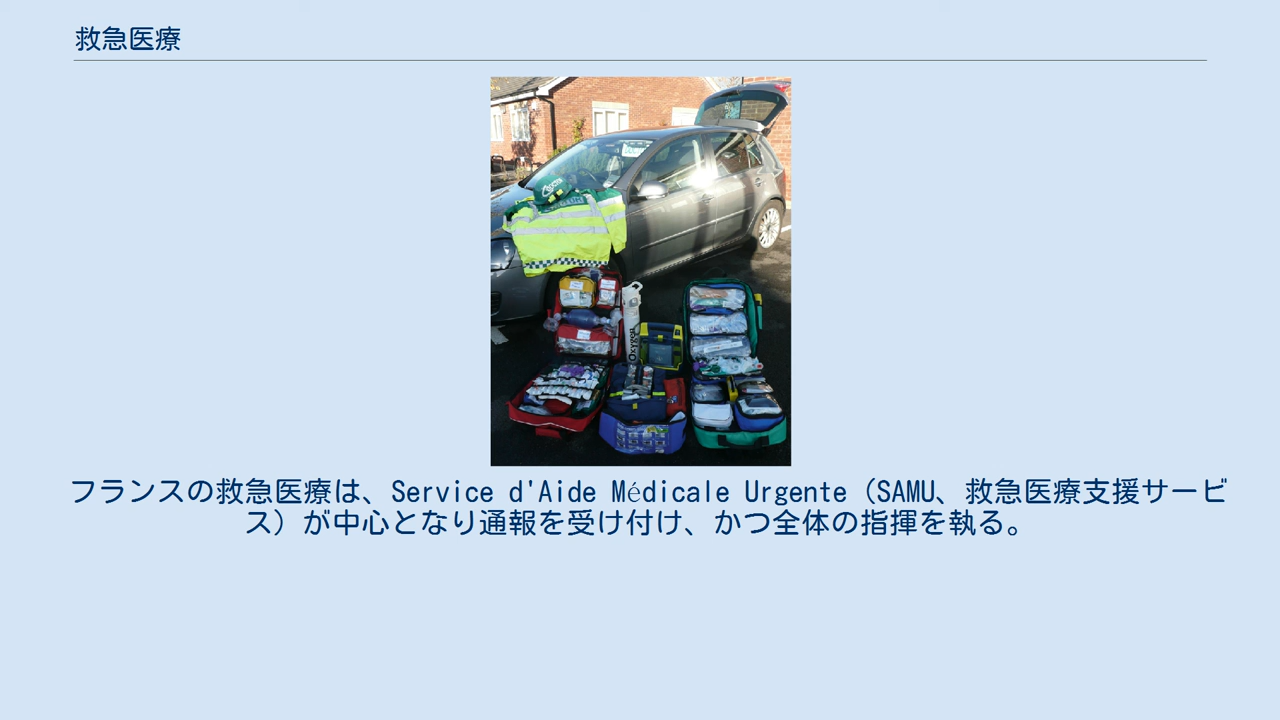 救急医療
DOCTOR
Oxygen
フランスの救急医療は、Service d'Aide Médicale Urgente（SAMU、救急医療支援サービ
ス）が中心となり通報を受け付け、かつ全体の指揮を執る。